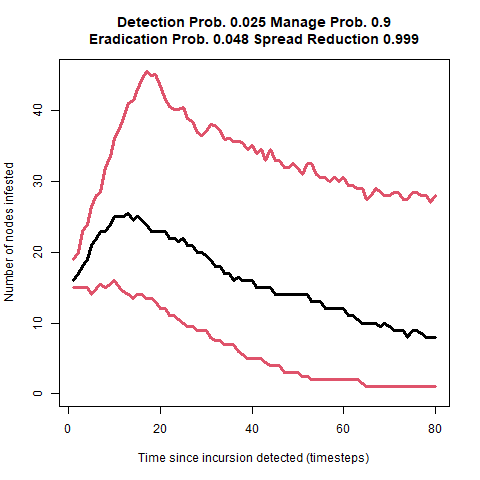 Detection Prob. 0.025 Manage Prob. 0.9
Eradication Prob. 0.048 Spread Reduction 0.999
Number of nodes infested
40
30
20
10
0
0 20 40 60 80
Time since incursion detected (timesteps)